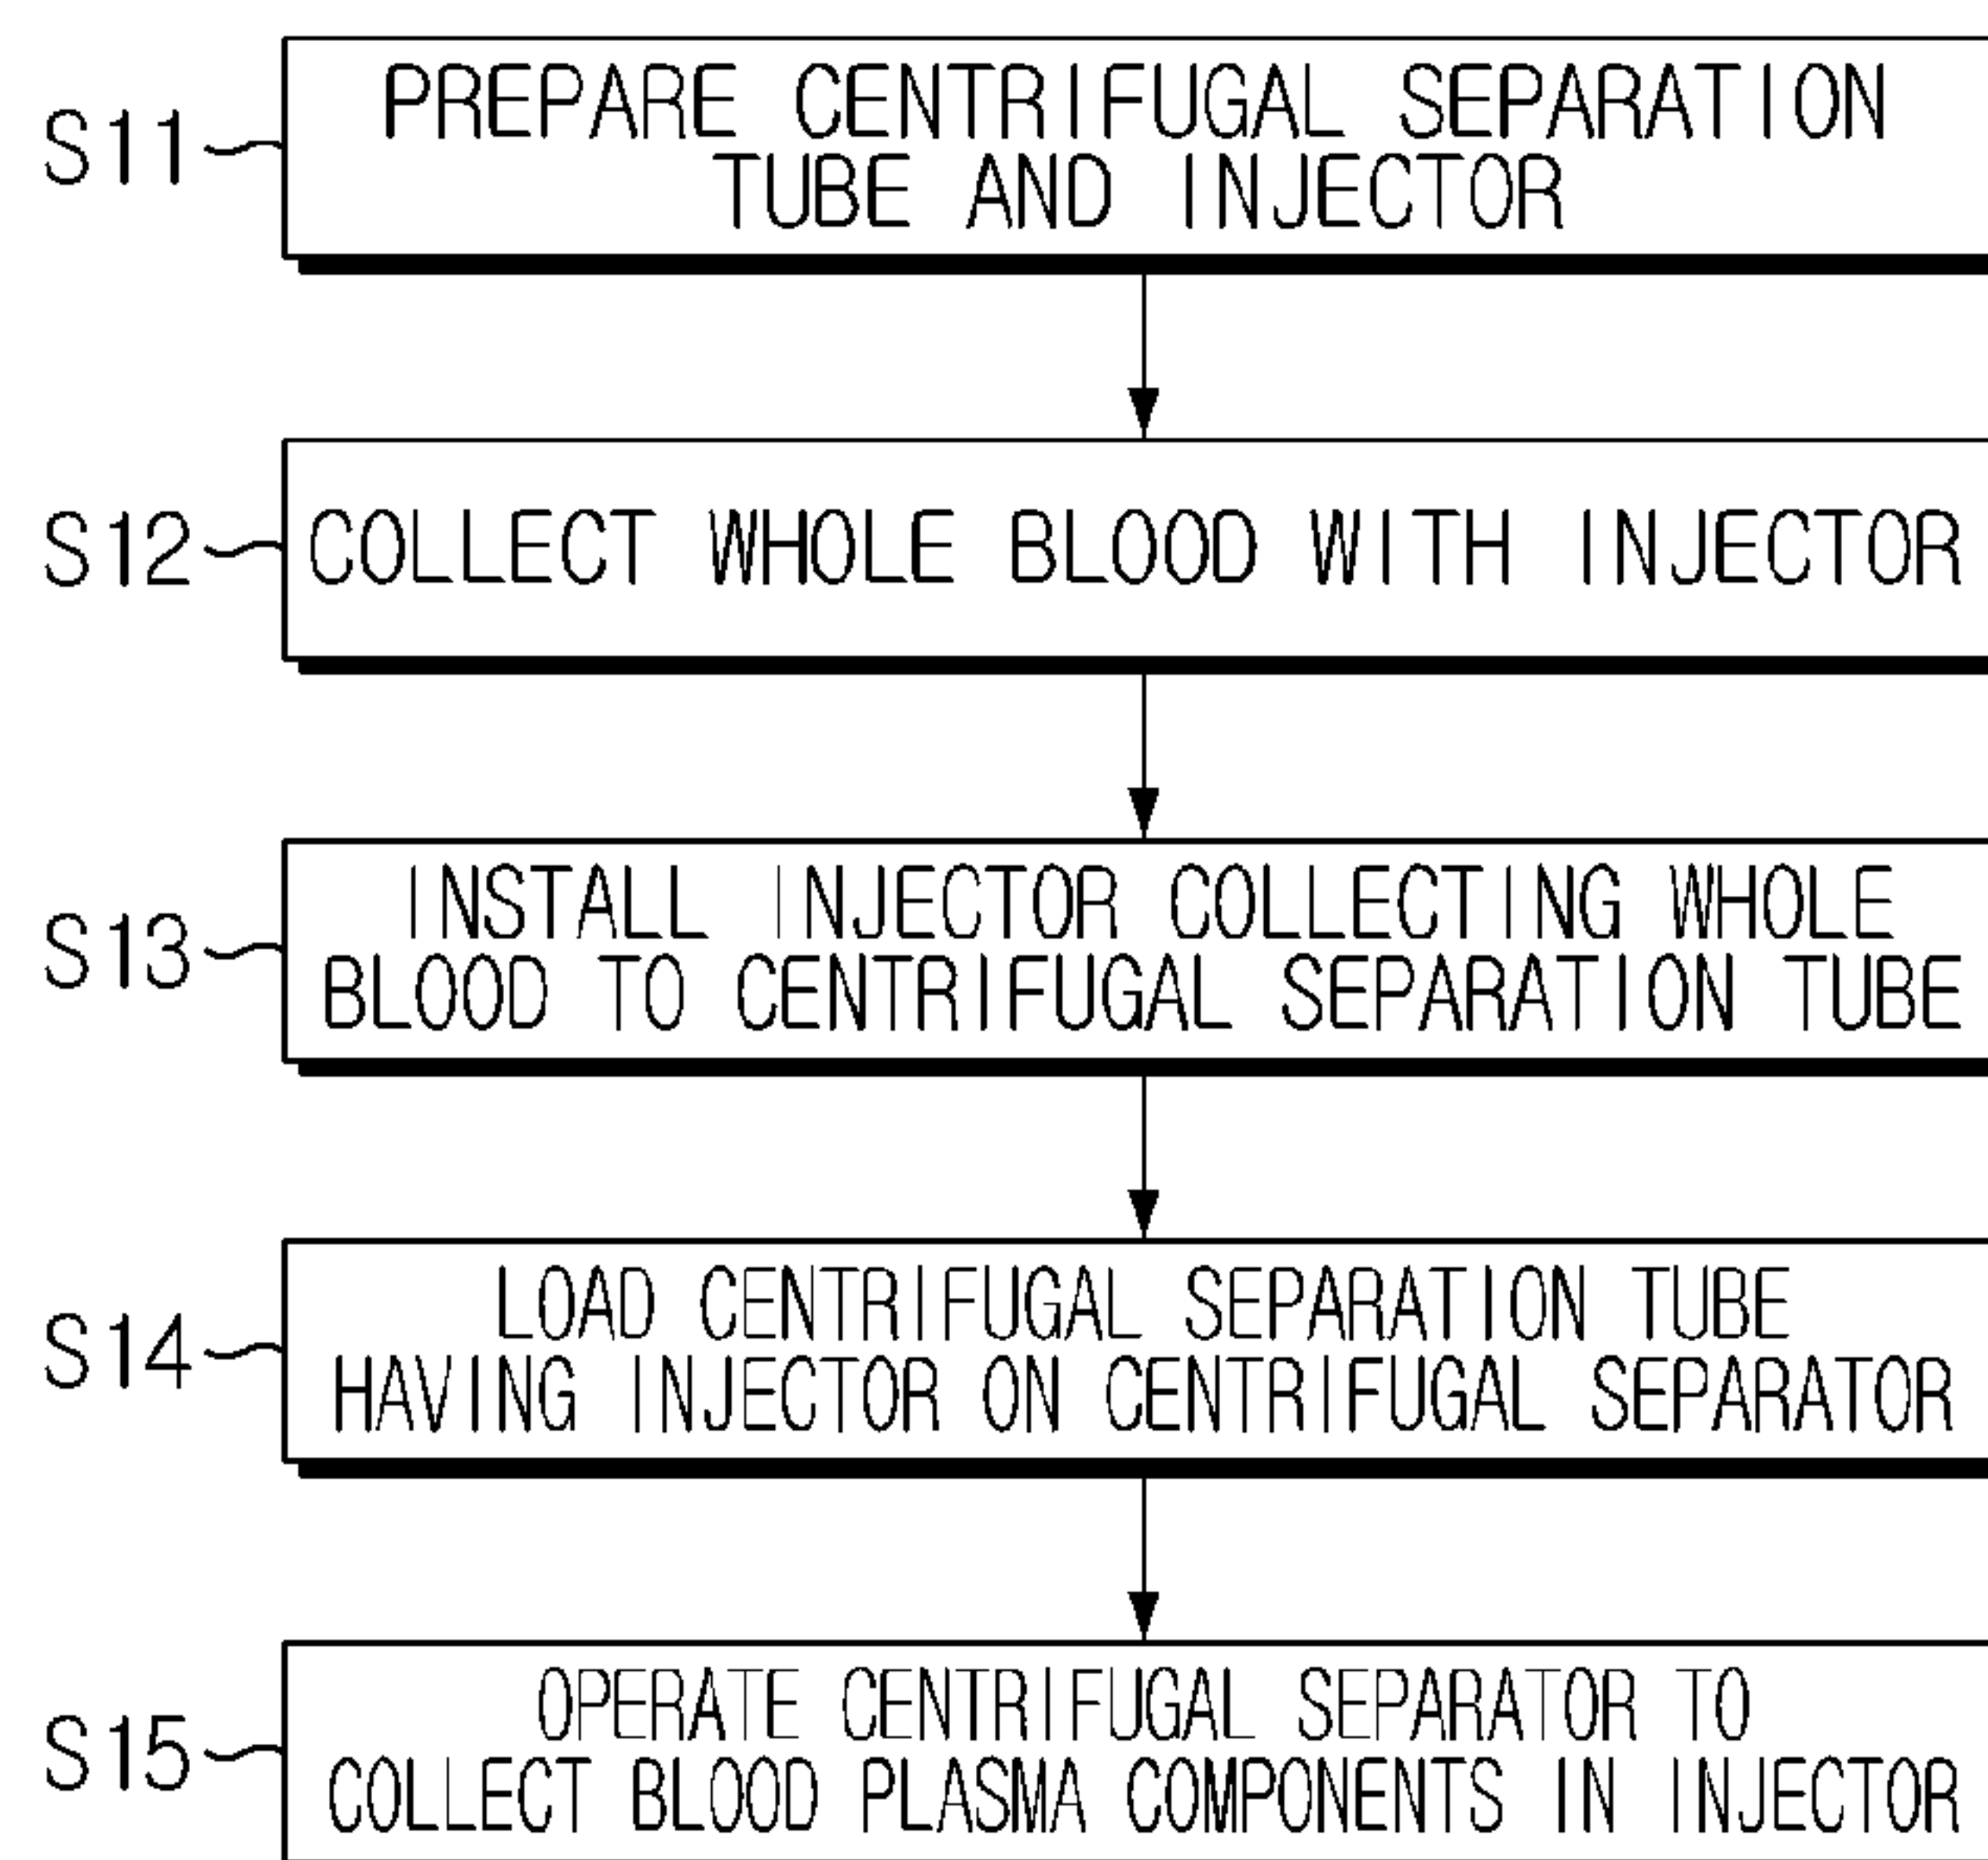 S11
PREPARE CENTRIFUGAL SEPARATION
TUBE AND INJECTOR
S12
COLLECT WHOLE BLOOD WITH INJECTOR
S13
INSTALL INJECTOR COLLECTING WHOLE
BLOOD TO CENTRIFUGAL SEPARATION TUBE
S14
LOAD CENTRIFUGAL SEPARATION TUBE
HAVING INJECTOR ON CENTRIFUGAL SEPARATOR
S15
OPERATE CENTRIFUGAL SEPARATOR TO
COLLECT BLOOD PLASMA COMPONENTS IN INJECTOR